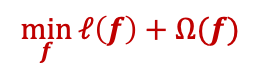 min ℓ(f) + Ω(f)
f